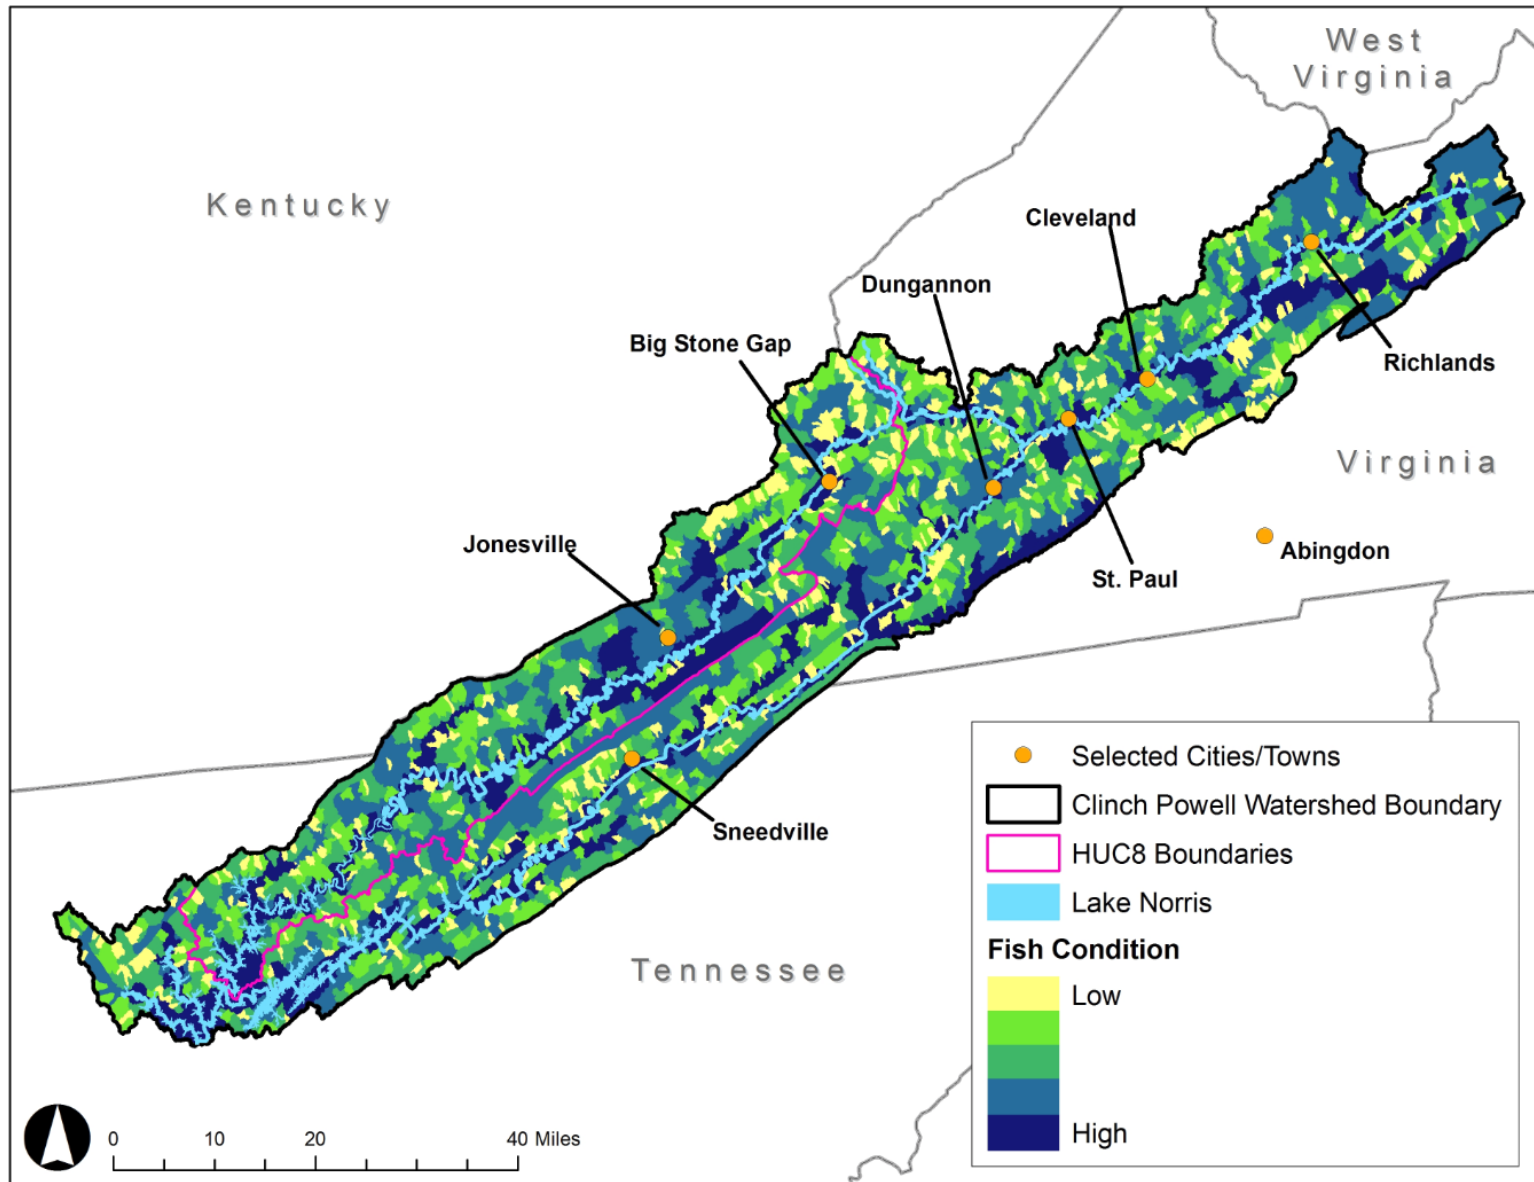 West
Virginia
Kentucky
Cleveland
Dungannon
Big Stone Gap
Richlands
Virginia
Jonesville
Abingdon
St. Paul
Sneedville
Tennessee
Selected Cities/Towns
Clinch Powell Watershed Boundary
HUC8 Boundaries
Lake Norris
Fish Condition
Low
High
0 10 20 40 Miles